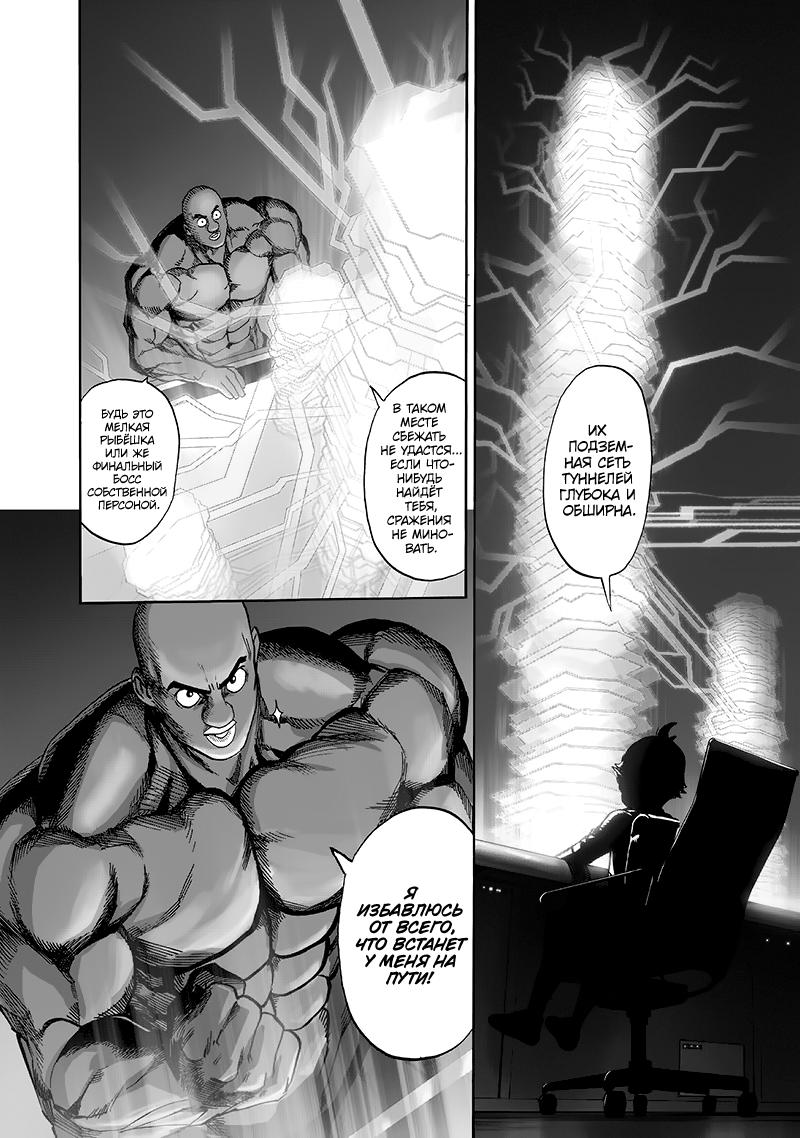 ИХ
ПОДЗЕМ-
НАЯ СЕТЬ
ТУННЕЛЕЙ
ГЛУБОКА И
ОБШИРНА.
В ТАКОМ
МЕСТЕ
СБЕЖАТЬ
НЕ УДАСТСЯ...
ЕСЛИ ЧТО-
НИБУДЬ
НАЙДЁТ
ТЕБЯ,
СРАЖЕНИЯ
НЕ МИНО-
ВАТЬ.
БУДЬ ЭТО
МЕЛКАЯ
РЫБЁШКА
ИЛИ ЖЕ
ФИНАЛЬНЫЙ
БОСС
СОБСТВЕННОЙ
ПЕРСОНОЙ.
Я
ИЗБАВЛЮСЬ
ОТ ВСЕГО,
ЧТО ВСТАНЕТ
У МЕНЯ НА
ПУТИ!